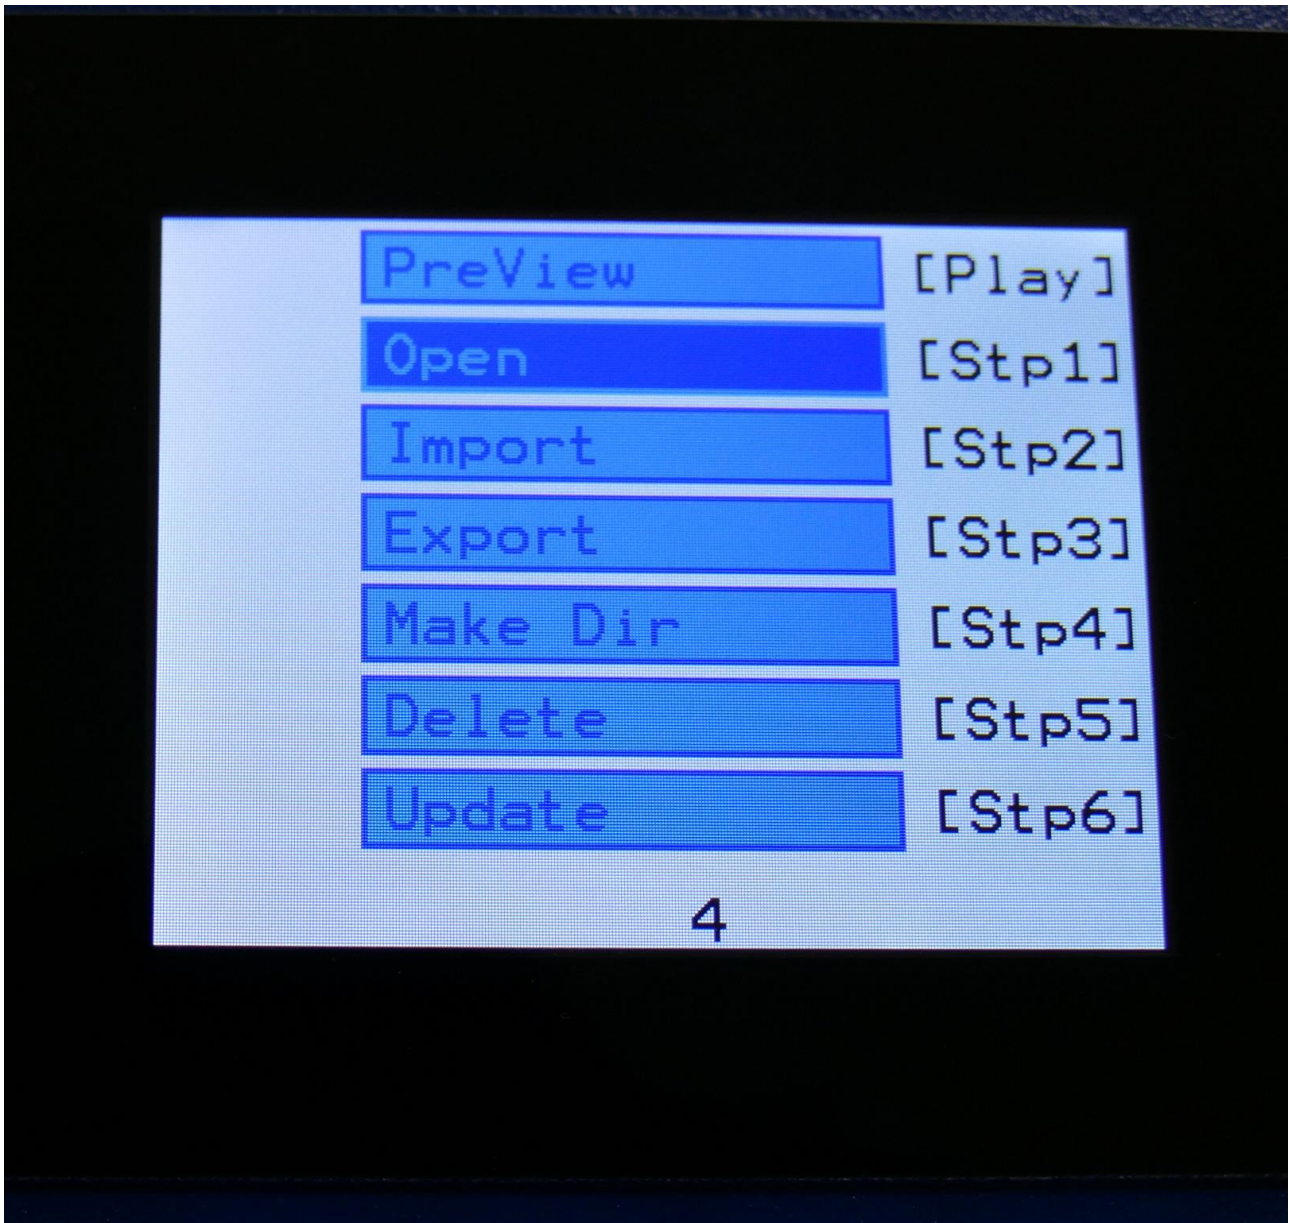 PreView [Play]
Open [Stp1]
Import [Stp2]
Export [Stp3]
Make Dir [Stp4]
Delete [Stp5]
Update [Stp6]
4